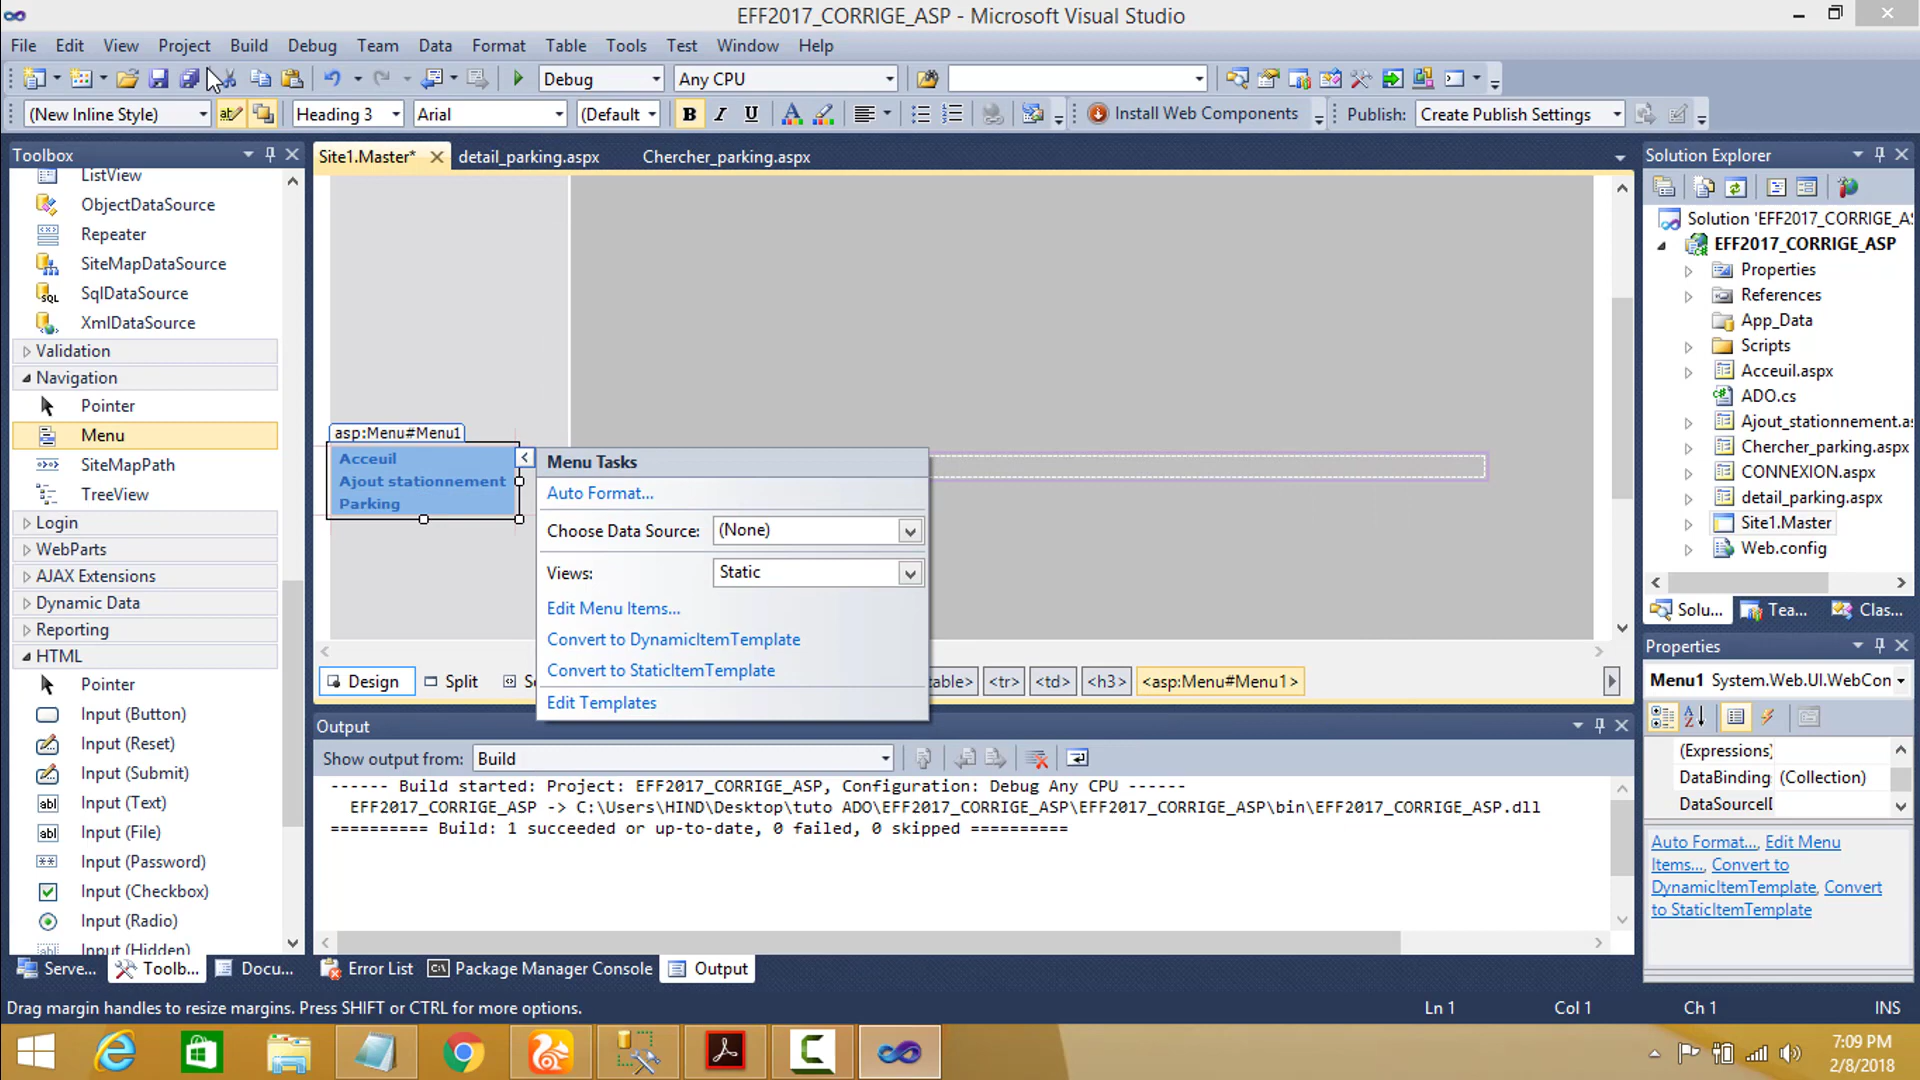 EFF2017_CORRIGE_ASP - Microsoft Visual Studio
File Edit View Project Build Debug Team Data Format Table Tools Test Window Help
Debug Any CPU
(New Inline Style) Heading 3 Arial (Default B I U Install Web Components Publish: Create Publish Settings
Toolbox
ListView
ObjectDataSource
Repeater
SiteMapDataSource
SqlDataSource
XmlDataSource
Validation
Navigation
Pointer
Menu
SiteMapPath
TreeView
Login
WebParts
AJAX Extensions
Dynamic Data
Reporting
HTML
Pointer
Input (Button)
Input (Reset)
Input (Submit)
Input (Text)
Input (File)
Input (Password)
Input (Checkbox)
Input (Radio)
Input (Hidden)
Serve... Toolb... Docu...
Site1.Master* detail_parking.aspx Chercher_parking.aspx
asp:Menu#Menu1
Acceuil
Ajout stationnement
Parking
Menu Tasks
Auto Format...
Choose Data Source: (None)
Views: Static
Edit Menu Items...
Convert to DynamicItemTemplate
Convert to StaticItemTemplate
Edit Templates
Design Split <tr> <td> <h3> <asp:Menu#Menu1>
Output
Show output from: Build
------ Build started: Project: EFF2017_CORRIGE_ASP, Configuration: Debug Any CPU ------
EFF2017_CORRIGE_ASP -> C:\Users\HIND\Desktop\tuto ADO\EFF2017_CORRIGE_ASP\EFF2017_CORRIGE_ASP\bin\EFF2017_CORRIGE_ASP.dll
========== Build: 1 succeeded or up-to-date, 0 failed, 0 skipped ==========
Error List Package Manager Console Output
Solution Explorer
Solution 'EFF2017_CORRIGE_A
EFF2017_CORRIGE_ASP
Properties
References
App_Data
Scripts
Acceuil.aspx
ADO.cs
Ajout_stationnement.a
Chercher_parking.aspx
CONNEXION.aspx
detail_parking.aspx
Site1.Master
Web.config
Solu... Tea... Clas...
Properties
Menu1 System.Web.UI.WebCon
(Expressions)
DataBinding (Collection)
DataSourceI
Auto Format..., Edit Menu
Items..., Convert to
DynamicItemTemplate, Convert
to StaticItemTemplate
Drag margin handles to resize margins. Press SHIFT or CTRL for more options. Ln 1 Col 1 Ch 1 INS
7:09 PM
2/8/2018